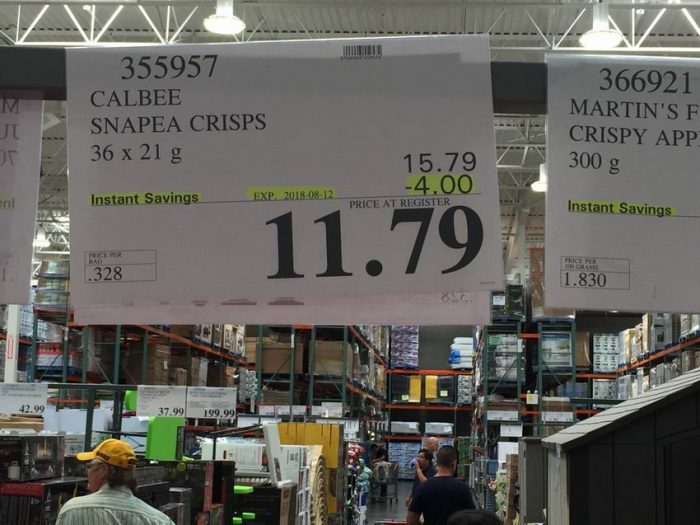 355957
CALBEE
SNAPEA CRISPS
36 x 21 g
15.79
-4.00
Instant Savings
EXP. 2018-08-12
PRICE AT REGISTER
11.79
PRICE PER
BAG
.328
366921
MARTIN'S F
CRISPY APP
300 g
Instant Savings
PRICE PER
100 GRAMS
1.830
42.99
37.99
199.99